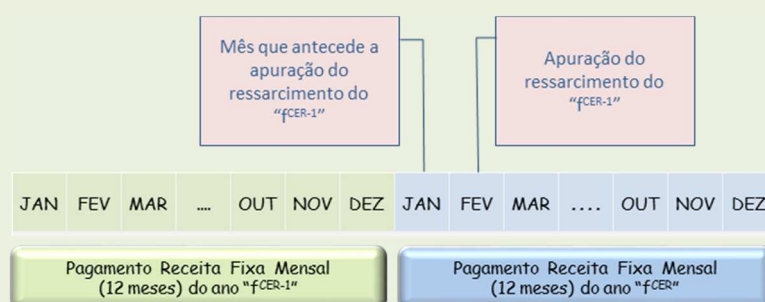 Mês que antecede a
apuração do
ressarcimento do
“fCER-1”
Apuração do
ressarcimento do
“fCER-1”
JAN FEV MAR .... OUT NOV DEZ JAN FEV MAR .... OUT NOV DEZ
Pagamento Receita Fixa Mensal
(12 meses) do ano “fCER-1”
Pagamento Receita Fixa Mensal
(12 meses) do ano “fCER”